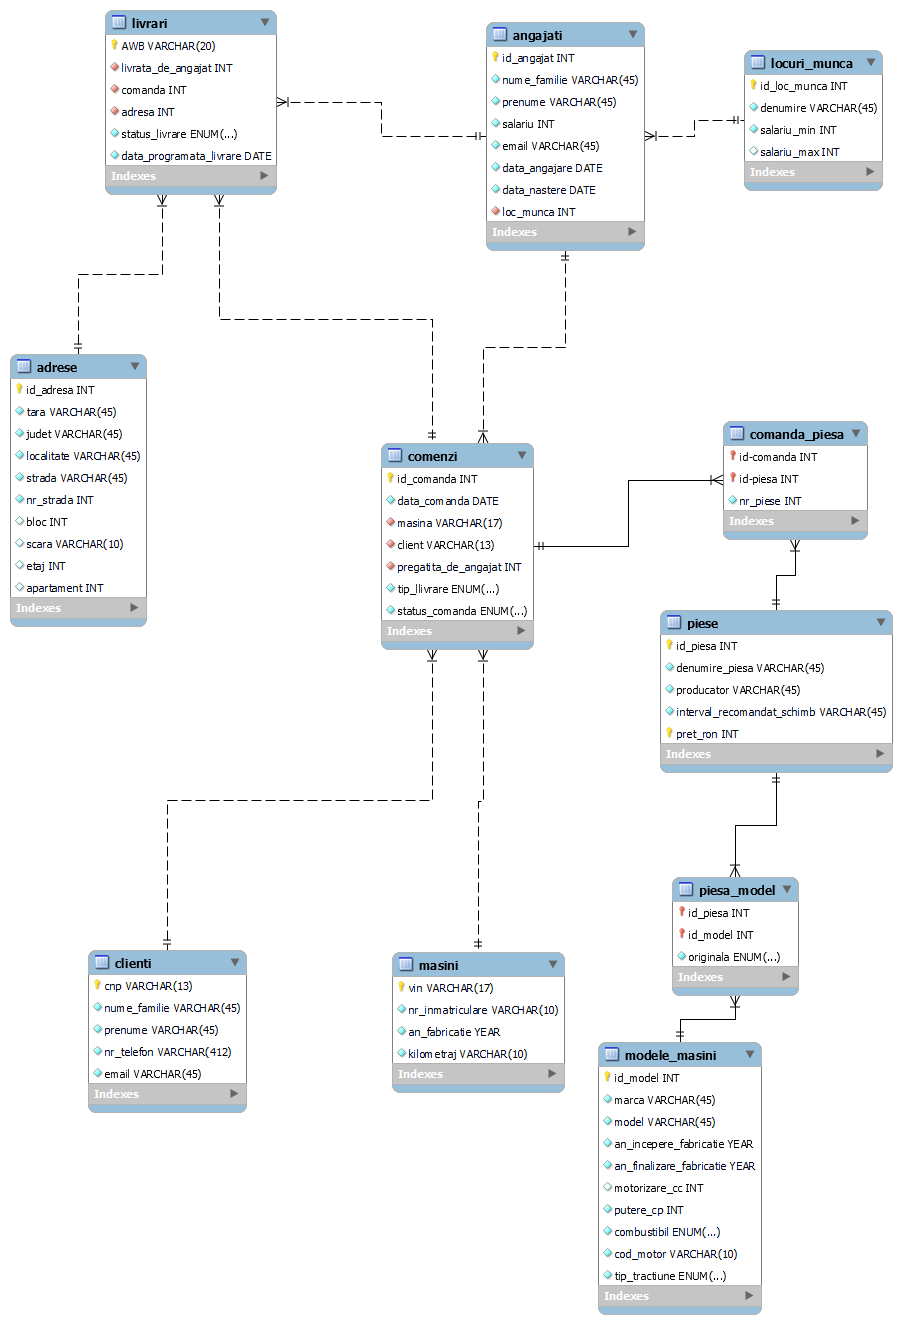 livrari
AWB VARCHAR(20)
livrata_de_angajat INT
comanda INT
adresa INT
status_livrare ENUM(...)
data_programata_livrare DATE
Indexes
angajati
id_angajat INT
nume_familie VARCHAR(45)
prenume VARCHAR(45)
salariu INT
email VARCHAR(45)
data_angajare DATE
data_nastere DATE
loc_munca INT
Indexes
locuri_munca
id_loc_munca INT
denumire VARCHAR(45)
salariu_min INT
salariu_max INT
Indexes
adrese
id_adresa INT
tara VARCHAR(45)
judet VARCHAR(45)
localitate VARCHAR(45)
strada VARCHAR(45)
nr_strada INT
bloc INT
scara VARCHAR(10)
etaj INT
apartament INT
Indexes
comenzi
id_comanda INT
data_comanda DATE
masina VARCHAR(17)
client VARCHAR(13)
pregatita_de_angajat INT
tip_llivrare ENUM(...)
status_comanda ENUM(...)
Indexes
comanda_piesa
id-comanda INT
id-piesa INT
nr_piese INT
Indexes
piese
id_piesa INT
denumire_piesa VARCHAR(45)
producator VARCHAR(45)
interval_recomandat_schimb VARCHAR(45)
pret_ron INT
Indexes
piesa_model
id_piesa INT
id_model INT
originala ENUM(...)
Indexes
clienti
cnp VARCHAR(13)
nume_familie VARCHAR(45)
prenume VARCHAR(45)
nr_telefon VARCHAR(412)
email VARCHAR(45)
Indexes
masini
vin VARCHAR(17)
nr_inmatriculare VARCHAR(10)
an_fabricatie YEAR
kilometraj VARCHAR(10)
Indexes
modele_masini
id_model INT
marca VARCHAR(45)
model VARCHAR(45)
an_incepere_fabricatie YEAR
an_finalizare_fabricatie YEAR
motorizare_cc INT
putere_cp INT
combustibil ENUM(...)
cod_motor VARCHAR(10)
tip_tractiune ENUM(...)
Indexes